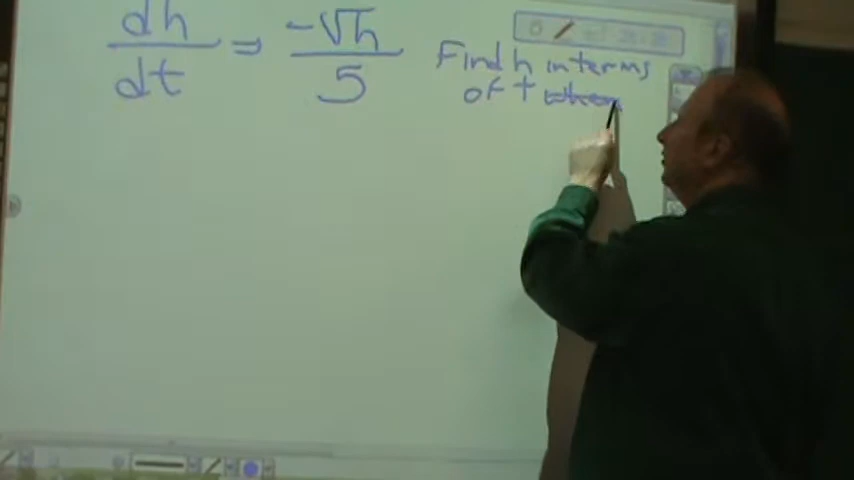 dh/dt = -√h/5
Find h in terms
of t when